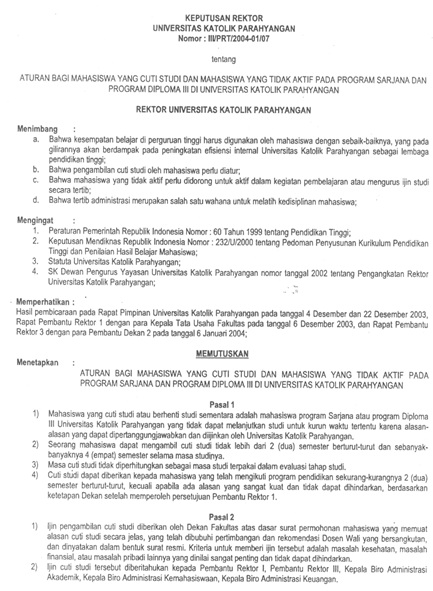 KEPUTUSAN REKTOR
UNIVERSITAS KATOLIK PARAHYANGAN
Nomor : III/PRT/2004-01/07
tentang
ATURAN BAGI MAHASISWA YANG CUTI STUDI DAN MAHASISWA YANG TIDAK AKTIF PADA PROGRAM SARJANA DAN
PROGRAM DIPLOMA III DI UNIVERSITAS KATOLIK PARAHYANGAN
REKTOR UNIVERSITAS KATOLIK PARAHYANGAN
Menimbang :
a. Bahwa kesempatan belajar di perguruan tinggi harus digunakan oleh mahasiswa dengan sebaik-baiknya, yang pada
gilirannya akan berdampak pada peningkatan efisiensi internal Universitas Katolik Parahyangan sebagai lembaga
pendidikan tinggi;
b. Bahwa pengambilan cuti studi oleh mahasiswa perlu diatur;
c. Bahwa mahasiswa yang tidak aktif perlu didorong untuk aktif dalam kegiatan pembelajaran atau mengurus ijin studi
secara tertib;
d. Bahwa tertib administrasi merupakan salah satu wahana untuk melatih kedisiplinan mahasiswa;
Mengingat :
1. Peraturan Pemerintah Republik Indonesia Nomor : 60 Tahun 1999 tentang Pendidikan Tinggi;
2. Keputusan Mendiknas Republik Indonesia Nomor : 232/U/2000 tentang Pedoman Penyusunan Kurikulum Pendidikan
Tinggi dan Penilaian Hasil Belajar Mahasiswa;
3. Statuta Universitas Katolik Parahyangan;
4. SK Dewan Pengurus Yayasan Universitas Katolik Parahyangan nomor tanggal 2002 tentang Pengangkatan Rektor
Universitas Katolik Parahyangan;
Memperhatikan :
Hasil pembicaraan pada Rapat Pimpinan Universitas Katolik Parahyangan pada tanggal 4 Desember dan 22 Desember 2003,
Rapat Pembantu Rektor 1 dengan para Kepala Tata Usaha Fakultas pada tanggal 6 Desember 2003, dan Rapat Pembantu
Rektor 3 dengan para Pembantu Dekan 2 pada tanggal 6 Januari 2004;
MEMUTUSKAN
Menetapkan :
ATURAN BAGI MAHASISWA YANG CUTI STUDI DAN MAHASISWA YANG TIDAK AKTIF PADA
PROGRAM SARJANA DAN PROGRAM DIPLOMA III DI UNIVERSITAS KATOLIK PARAHYANGAN
Pasal 1
1) Mahasiswa yang cuti studi atau berhenti studi sementara adalah mahasiswa program Sarjana atau program Diploma
III Universitas Katolik Parahyangan yang tidak dapat melanjutkan studi untuk kurun waktu tertentu karena alasan-
alasan yang dapat dipertanggungjawabkan dan diijinkan oleh Universitas Katolik Parahyangan.
2) Seorang mahasiswa dapat mengambil cuti studi tidak lebih dari 2 (dua) semester berturut-turut dan sebanyak-
banyaknya 4 (empat) semester selama masa studinya.
3) Masa cuti studi tidak diperhitungkan sebagai masa studi terpakai dalam evaluasi tahap studi.
4) Cuti studi dapat diberikan kepada mahasiswa yang telah mengikuti program pendidikan sekurang-kurangnya 2 (dua)
semester berturut-turut, kecuali apabila ada alasan yang sangat kuat dan tidak dapat dihindarkan, berdasarkan
ketetapan Dekan setelah memperoleh persetujuan Pembantu Rektor 1.
Pasal 2
1) Ijin pengambilan cuti studi diberikan oleh Dekan Fakultas atas dasar surat permohonan mahasiswa yang memuat
alasan cuti studi secara jelas, yang telah dibubuhi pertimbangan dan rekomendasi Dosen Wali yang bersangkutan,
dan dinyatakan dalam bentuk surat resmi. Kriteria untuk memberi ijin tersebut adalah masalah kesehatan, masalah
finansial, atau masalah pribadi lainnya yang dinilai sangat penting dan tidak dapat dihindarkan.
2) Ijin cuti studi tersebut diberitahukan kepada Pembantu Rektor I, Pembantu Rektor III, Kepala Biro Administrasi
Akademik, Kepala Biro Administrasi Kemahasiswaan, Kepala Biro Administrasi Keuangan.